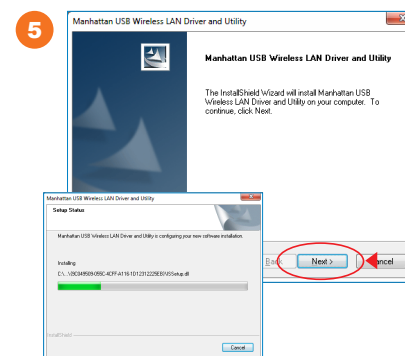 5
Manhattan USB Wireless LAN Driver and Utility
Manhattan USB Wireless LAN Driver and Utility
The InstallShield Wizard will install Manhattan USB
Wireless LAN Driver and Utility on your computer. To
continue, click Next.
Back
Next >
ancel
Manhattan USB Wireless LAN Driver and Utility
Setup Status
Manhattan USB Wireless LAN Driver and Utility is configuring your new software installation.
Installing
InstallShield
Cancel